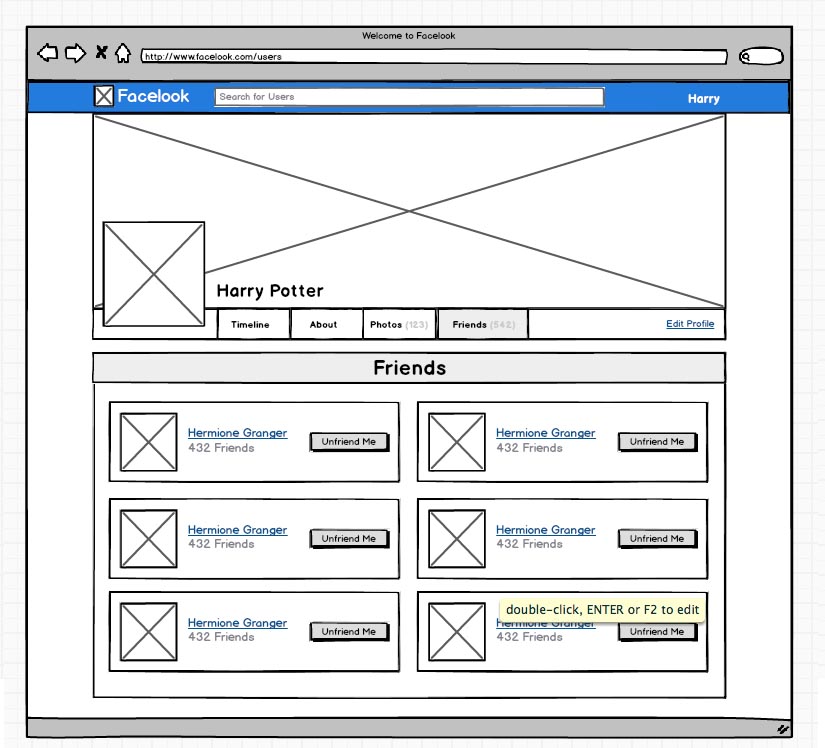 Welcome to Facelook
http://www.facelook.com/users
Facelook
Search for Users
Harry
Harry Potter
Timeline
About
Photos (123)
Friends (542)
Edit Profile
Friends
Hermione Granger
432 Friends
Unfriend Me
Hermione Granger
432 Friends
Unfriend Me
Hermione Granger
432 Friends
Unfriend Me
Hermione Granger
432 Friends
Unfriend Me
Hermione Granger
432 Friends
Unfriend Me
double-click, ENTER or F2 to edit
Hermione Granger
432 Friends
Unfriend Me